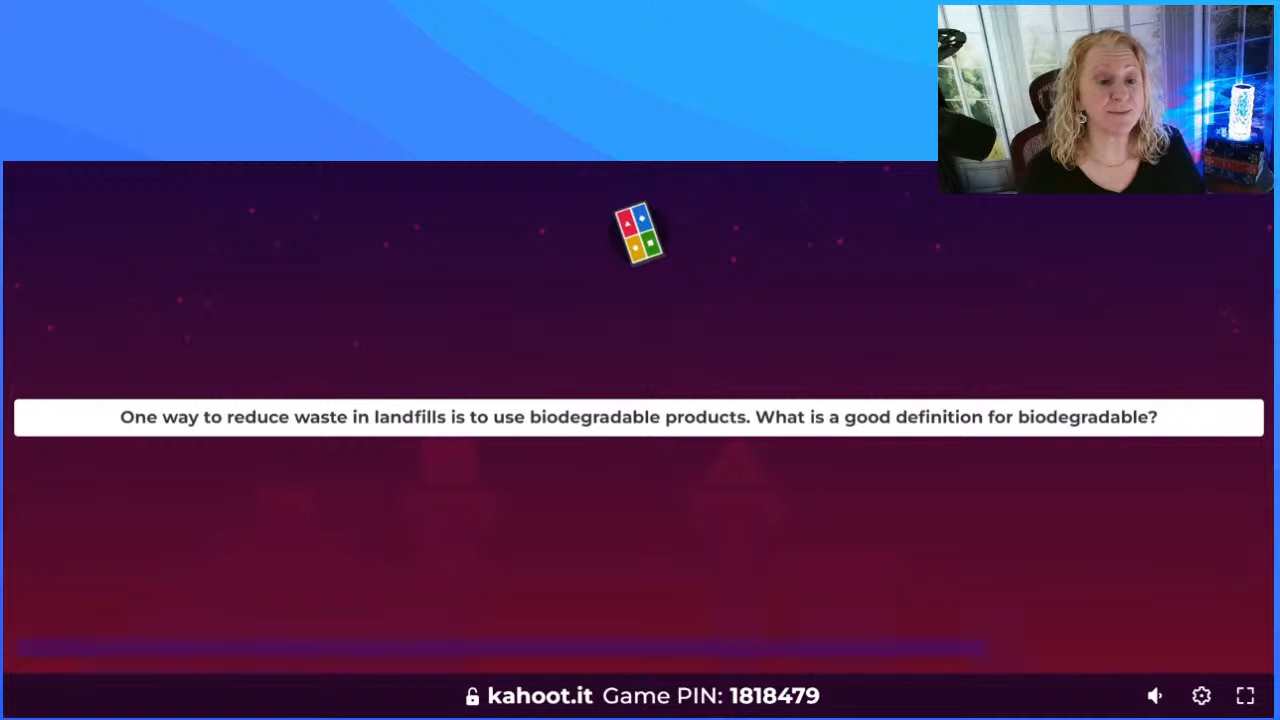 One way to reduce waste in landfills is to use biodegradable products. What is a good definition for biodegradable?
kahoot.it Game PIN: 1818479